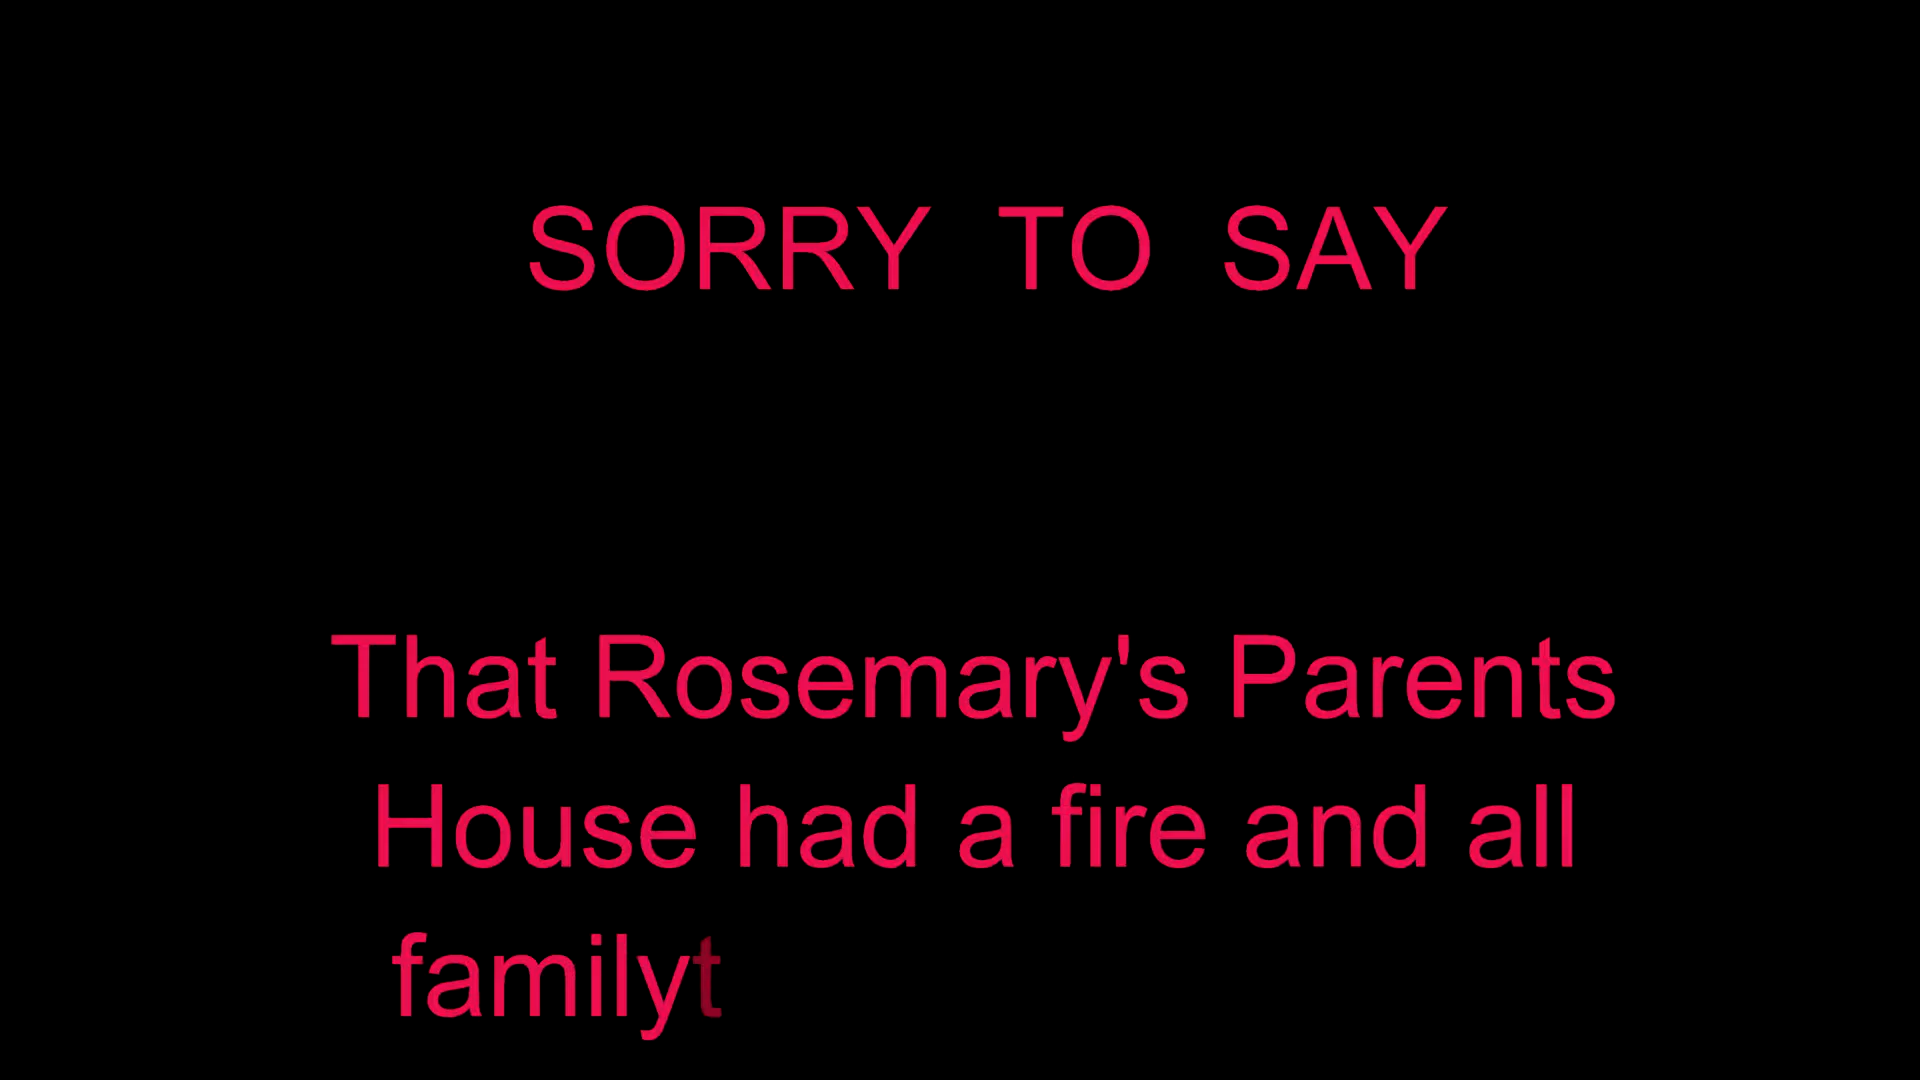 SORRY TO SAY
That Rosemary's Parents
House had a fire and all
familyt